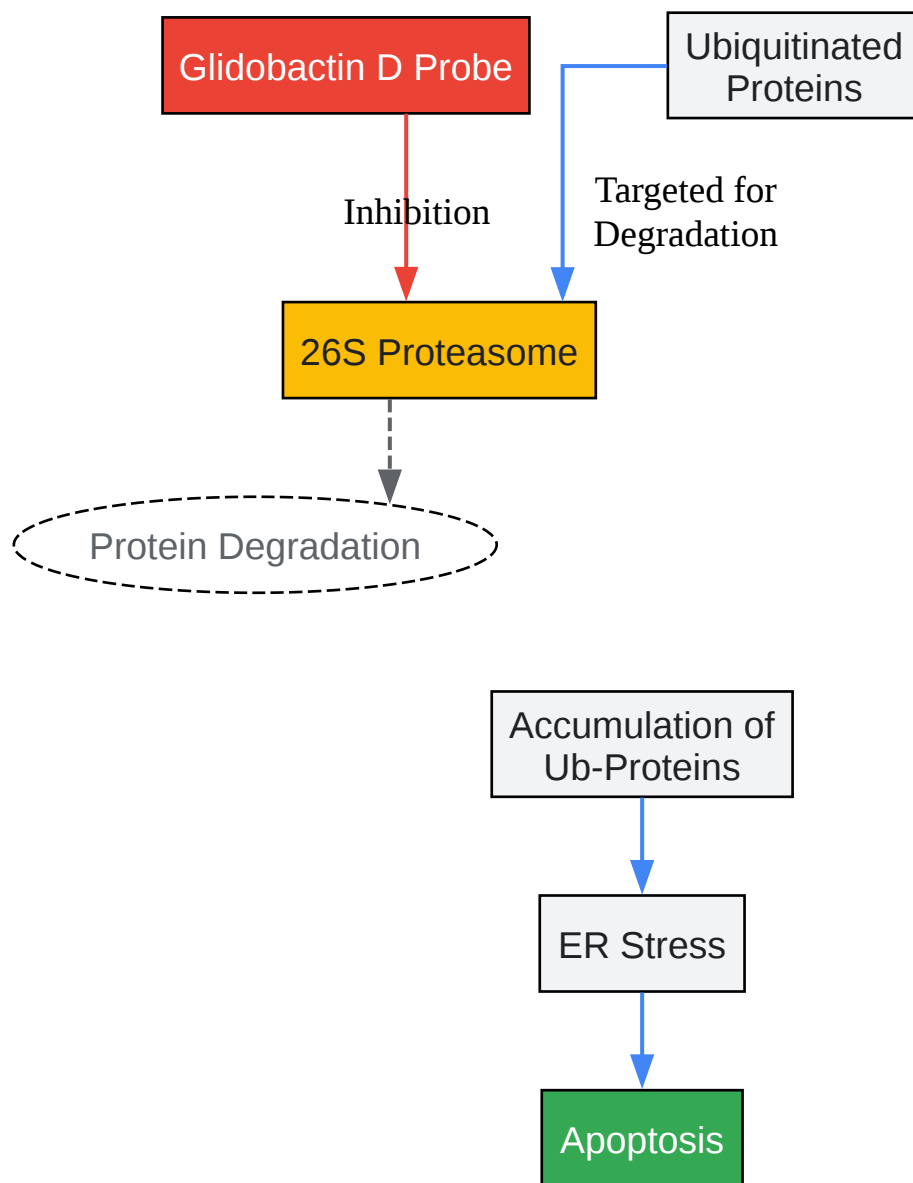 Glidobactin D Probe
Ubiquitinated
Proteins
Inhibition
Targeted for
Degradation
26S Proteasome
Protein Degradation
Accumulation of
Ub-Proteins
ER Stress
Apoptosis